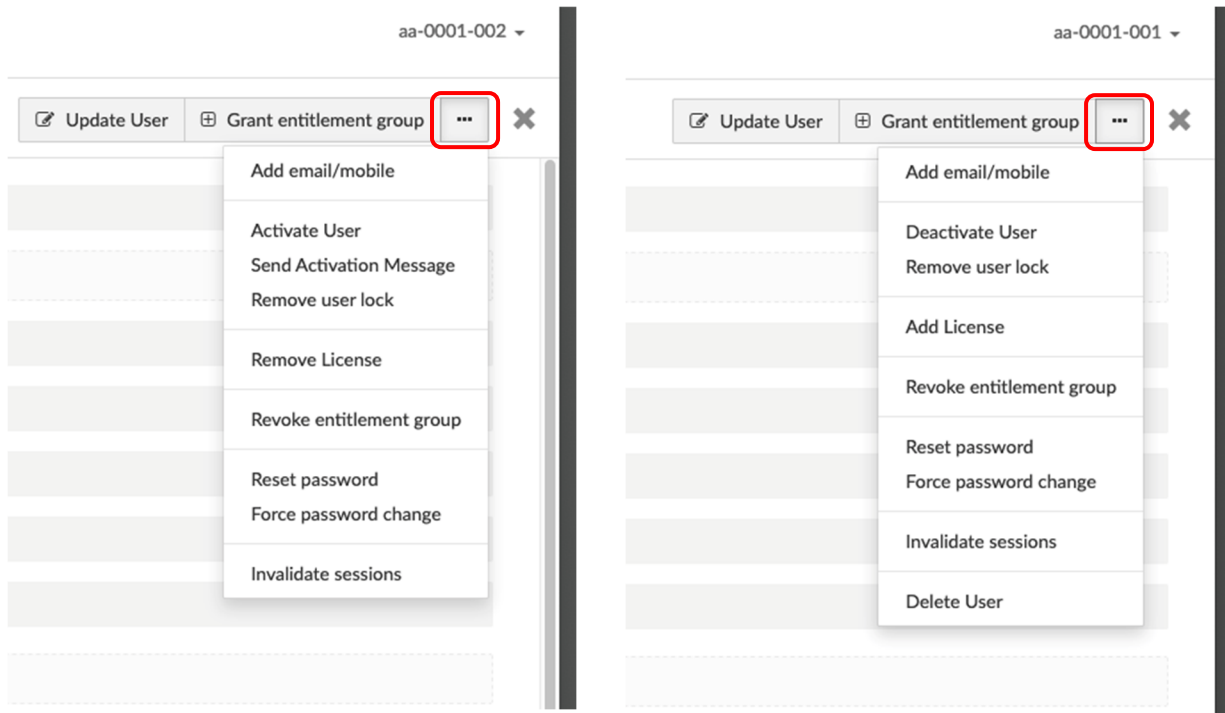 aa-0001-002
Update User
Grant entitlement group
...
Add email/mobile
Activate User
Send Activation Message
Remove user lock
Remove License
Revoke entitlement group
Reset password
Force password change
Invalidate sessions
aa-0001-001
Update User
Grant entitlement group
...
Add email/mobile
Deactivate User
Remove user lock
Add License
Revoke entitlement group
Reset password
Force password change
Invalidate sessions
Delete User